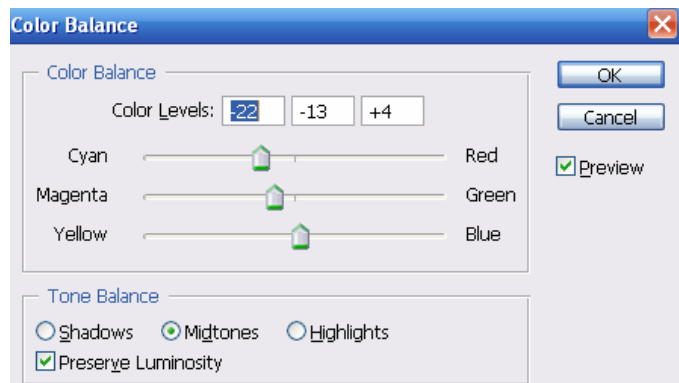 Color Balance
Color Balance
OK
Color Levels: -22 -13 +4
Cancel
Cyan Red
Preview
Magenta Green
Yellow Blue
Tone Balance
Shadows Midtones Highlights
Preserve Luminosity